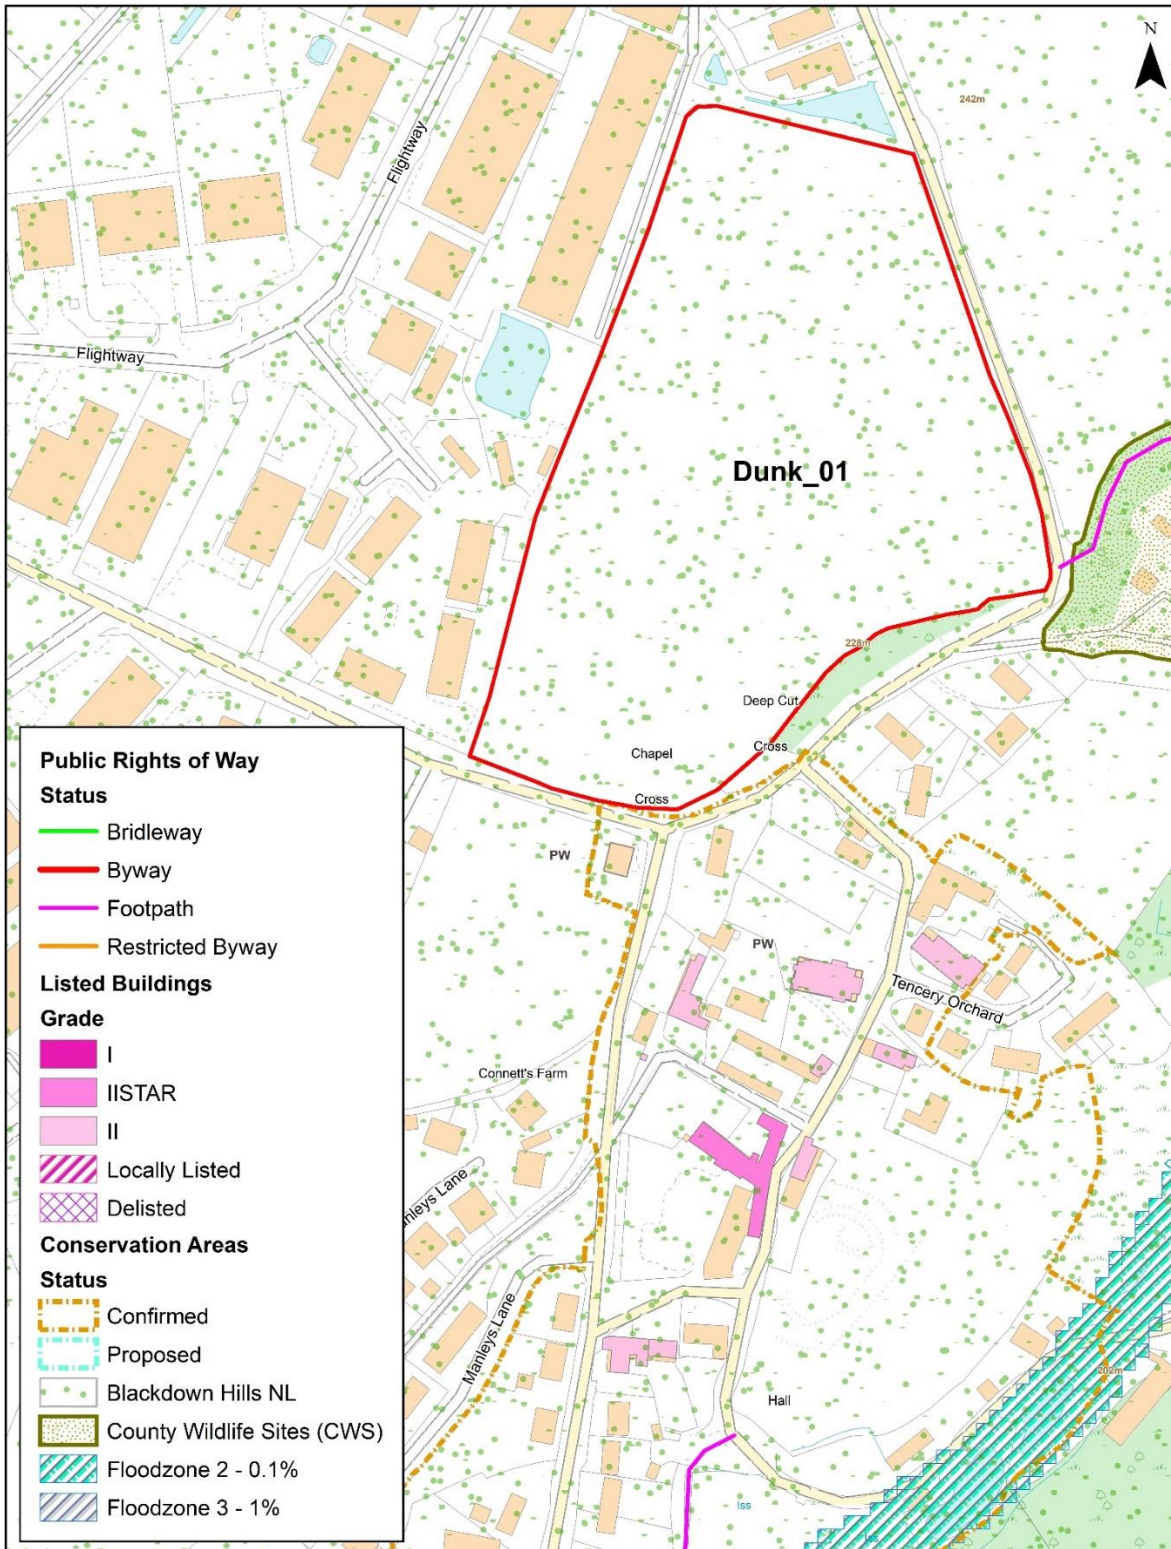 N
242m
Flightway
Flightway
Dunk_01
228m
Deep Cut
Cross
Chapel
Cross
PW
PW
Tencery Orchard
Connett's Farm
Manleys Lane
Hall
202m
Iss
Iss
Public Rights of Way
Status
Bridleway
Byway
Footpath
Restricted Byway
Listed Buildings
Grade
I
IISTAR
II
Locally Listed
Delisted
Conservation Areas
Status
Confirmed
Proposed
Blackdown Hills NL
County Wildlife Sites (CWS)
Floodzone 2 - 0.1%
Floodzone 3 - 1%
anleys Lane